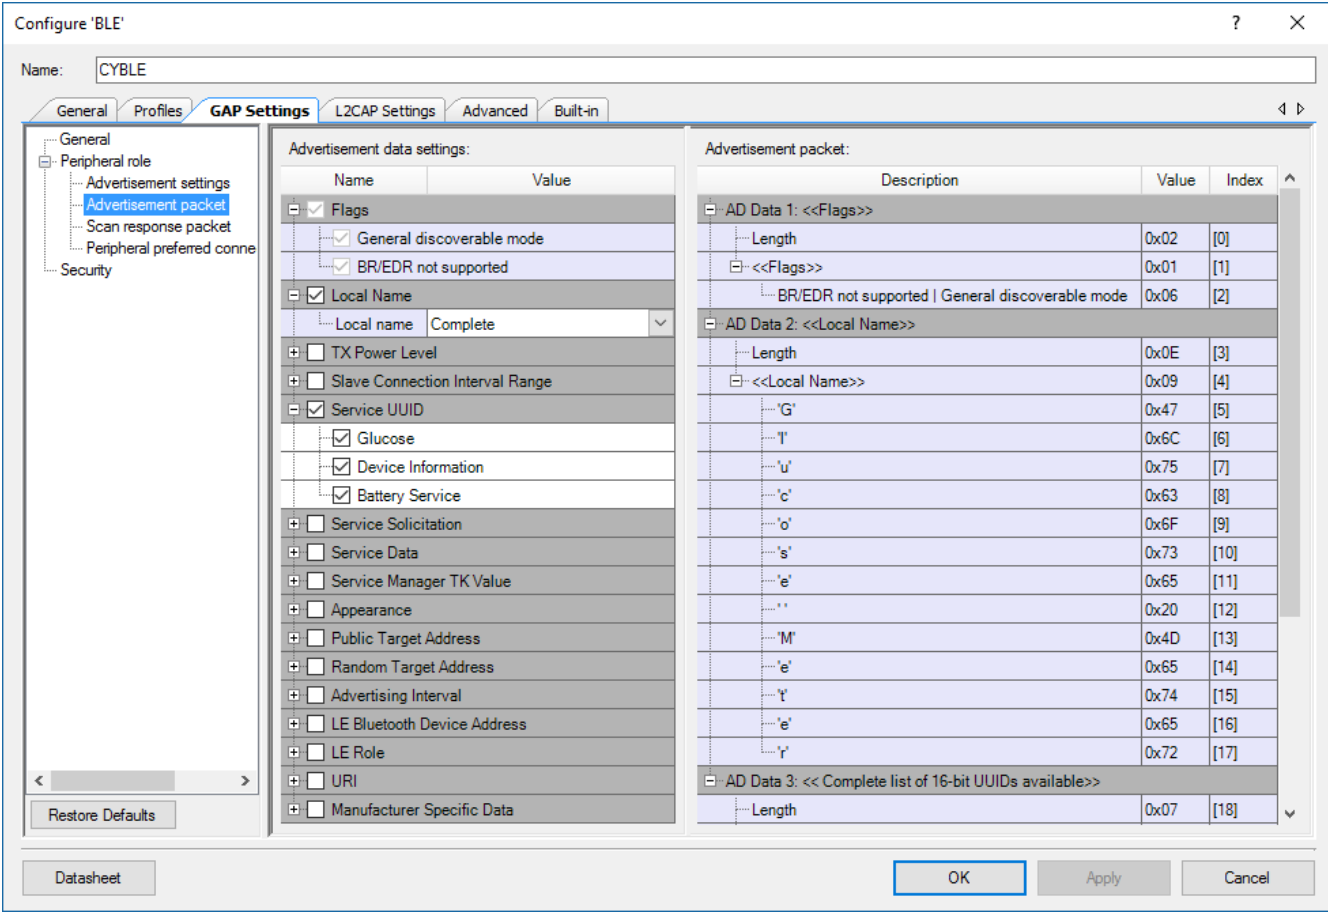 Configure 'BLE'
?
Name: CYBLE
General Profiles GAP Settings L2CAP Settings Advanced Built-in
General
Peripheral role
Advertisement settings
Advertisement packet
Scan response packet
Peripheral preferred conne
Security
Restore Defaults
Advertisement data settings:
Name Value
Flags
General discoverable mode
BR/EDR not supported
Local Name
Local name Complete
TX Power Level
Slave Connection Interval Range
Service UUID
Glucose
Device Information
Battery Service
Service Solicitation
Service Data
Service Manager TK Value
Appearance
Public Target Address
Random Target Address
Advertising Interval
LE Bluetooth Device Address
LE Role
URI
Manufacturer Specific Data
Advertisement packet:
Description Value Index
AD Data 1: <<Flags>>
Length 0x02 [0]
<<Flags>> 0x01 [1]
BR/EDR not supported | General discoverable mode 0x06 [2]
AD Data 2: <<Local Name>>
Length 0x0E [3]
<<Local Name>> 0x09 [4]
'G' 0x47 [5]
'l' 0x6C [6]
'u' 0x75 [7]
'c' 0x63 [8]
'o' 0x6F [9]
's' 0x73 [10]
'e' 0x65 [11]
' ' 0x20 [12]
'M' 0x4D [13]
'e' 0x65 [14]
't' 0x74 [15]
'e' 0x65 [16]
'r' 0x72 [17]
AD Data 3: << Complete list of 16-bit UUIDs available>>
Length 0x07 [18]
Datasheet OK Apply Cancel